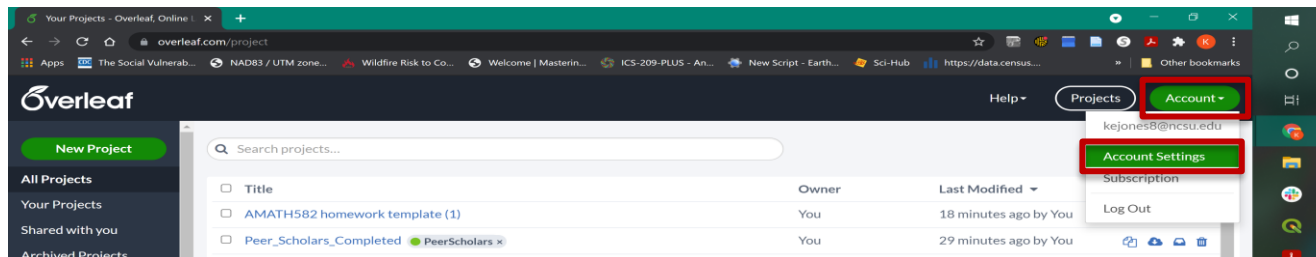 Your Projects - Overleaf, Online L
overleaf.com/project
Apps The Social Vulnerab... NAD83 / UTM zone... Wildfire Risk to Co... Welcome | Masterin... ICS-209-PLUS - An... New Script - Earth... Sci-Hub https://data.census.... » Other bookmarks
Overleaf Help Projects Account
kejones8@ncsu.edu
New Project Search projects...
Account Settings
All Projects Title Owner Last Modified Subscription
Your Projects AMATH582 homework template (1) You 18 minutes ago by You Log Out
Shared with you
Peer_Scholars_Completed PeerScholars × You 29 minutes ago by You
Archived Projects